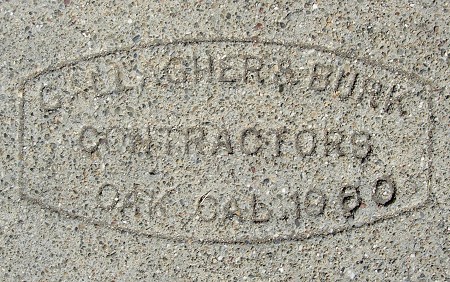 GALLAGHER & BURK
CONTRACTORS
OAK. CAL. 1960